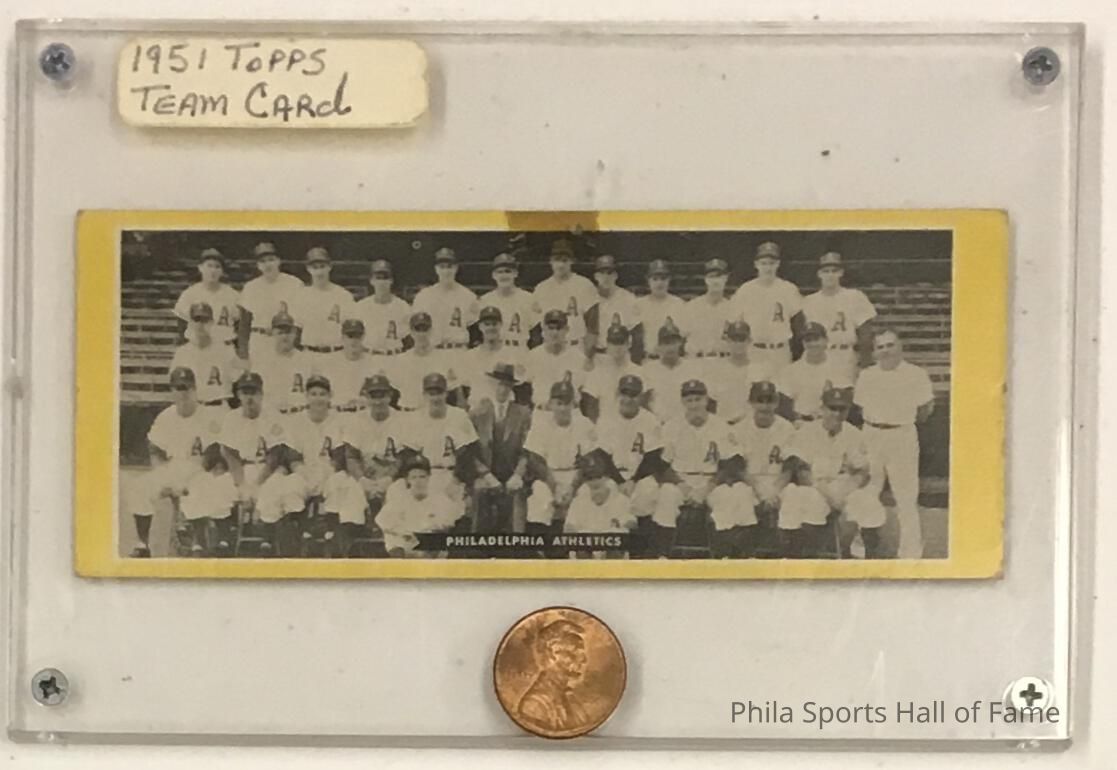 1951 TOPPS
TEAM CARd
PHILADELPHIA ATHLETICS
Phila Sports Hall of Fame